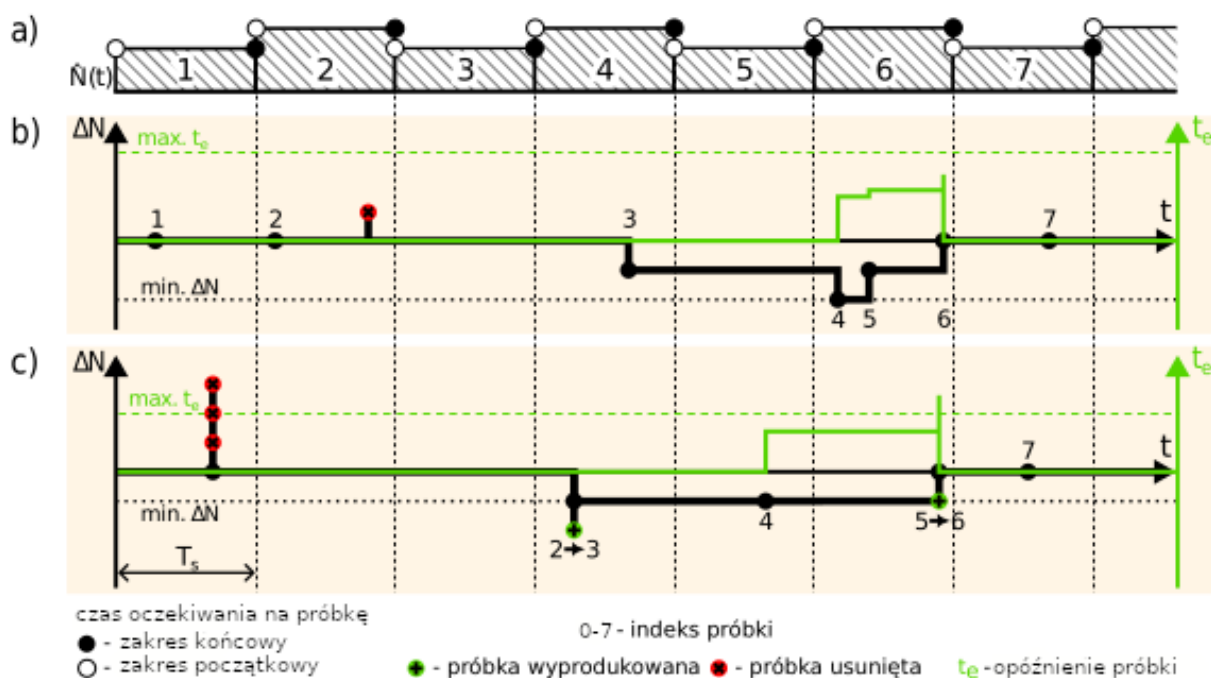 a)
Ṅ(t) 1 2 3 4 5 6 7
b) ΔN max. tₑ tₑ
1 2 3 7 t
min. ΔN
4 5 6
c) ΔN tₑ
max. tₑ
7 t
min. ΔN
4 5→6
2→3
Tₛ
czas oczekiwania na próbkę
● - zakres końcowy
○ - zakres początkowy
0-7 - indeks próbki
- próbka wyprodukowana - próbka usunięta tₑ -opóźnienie próbki